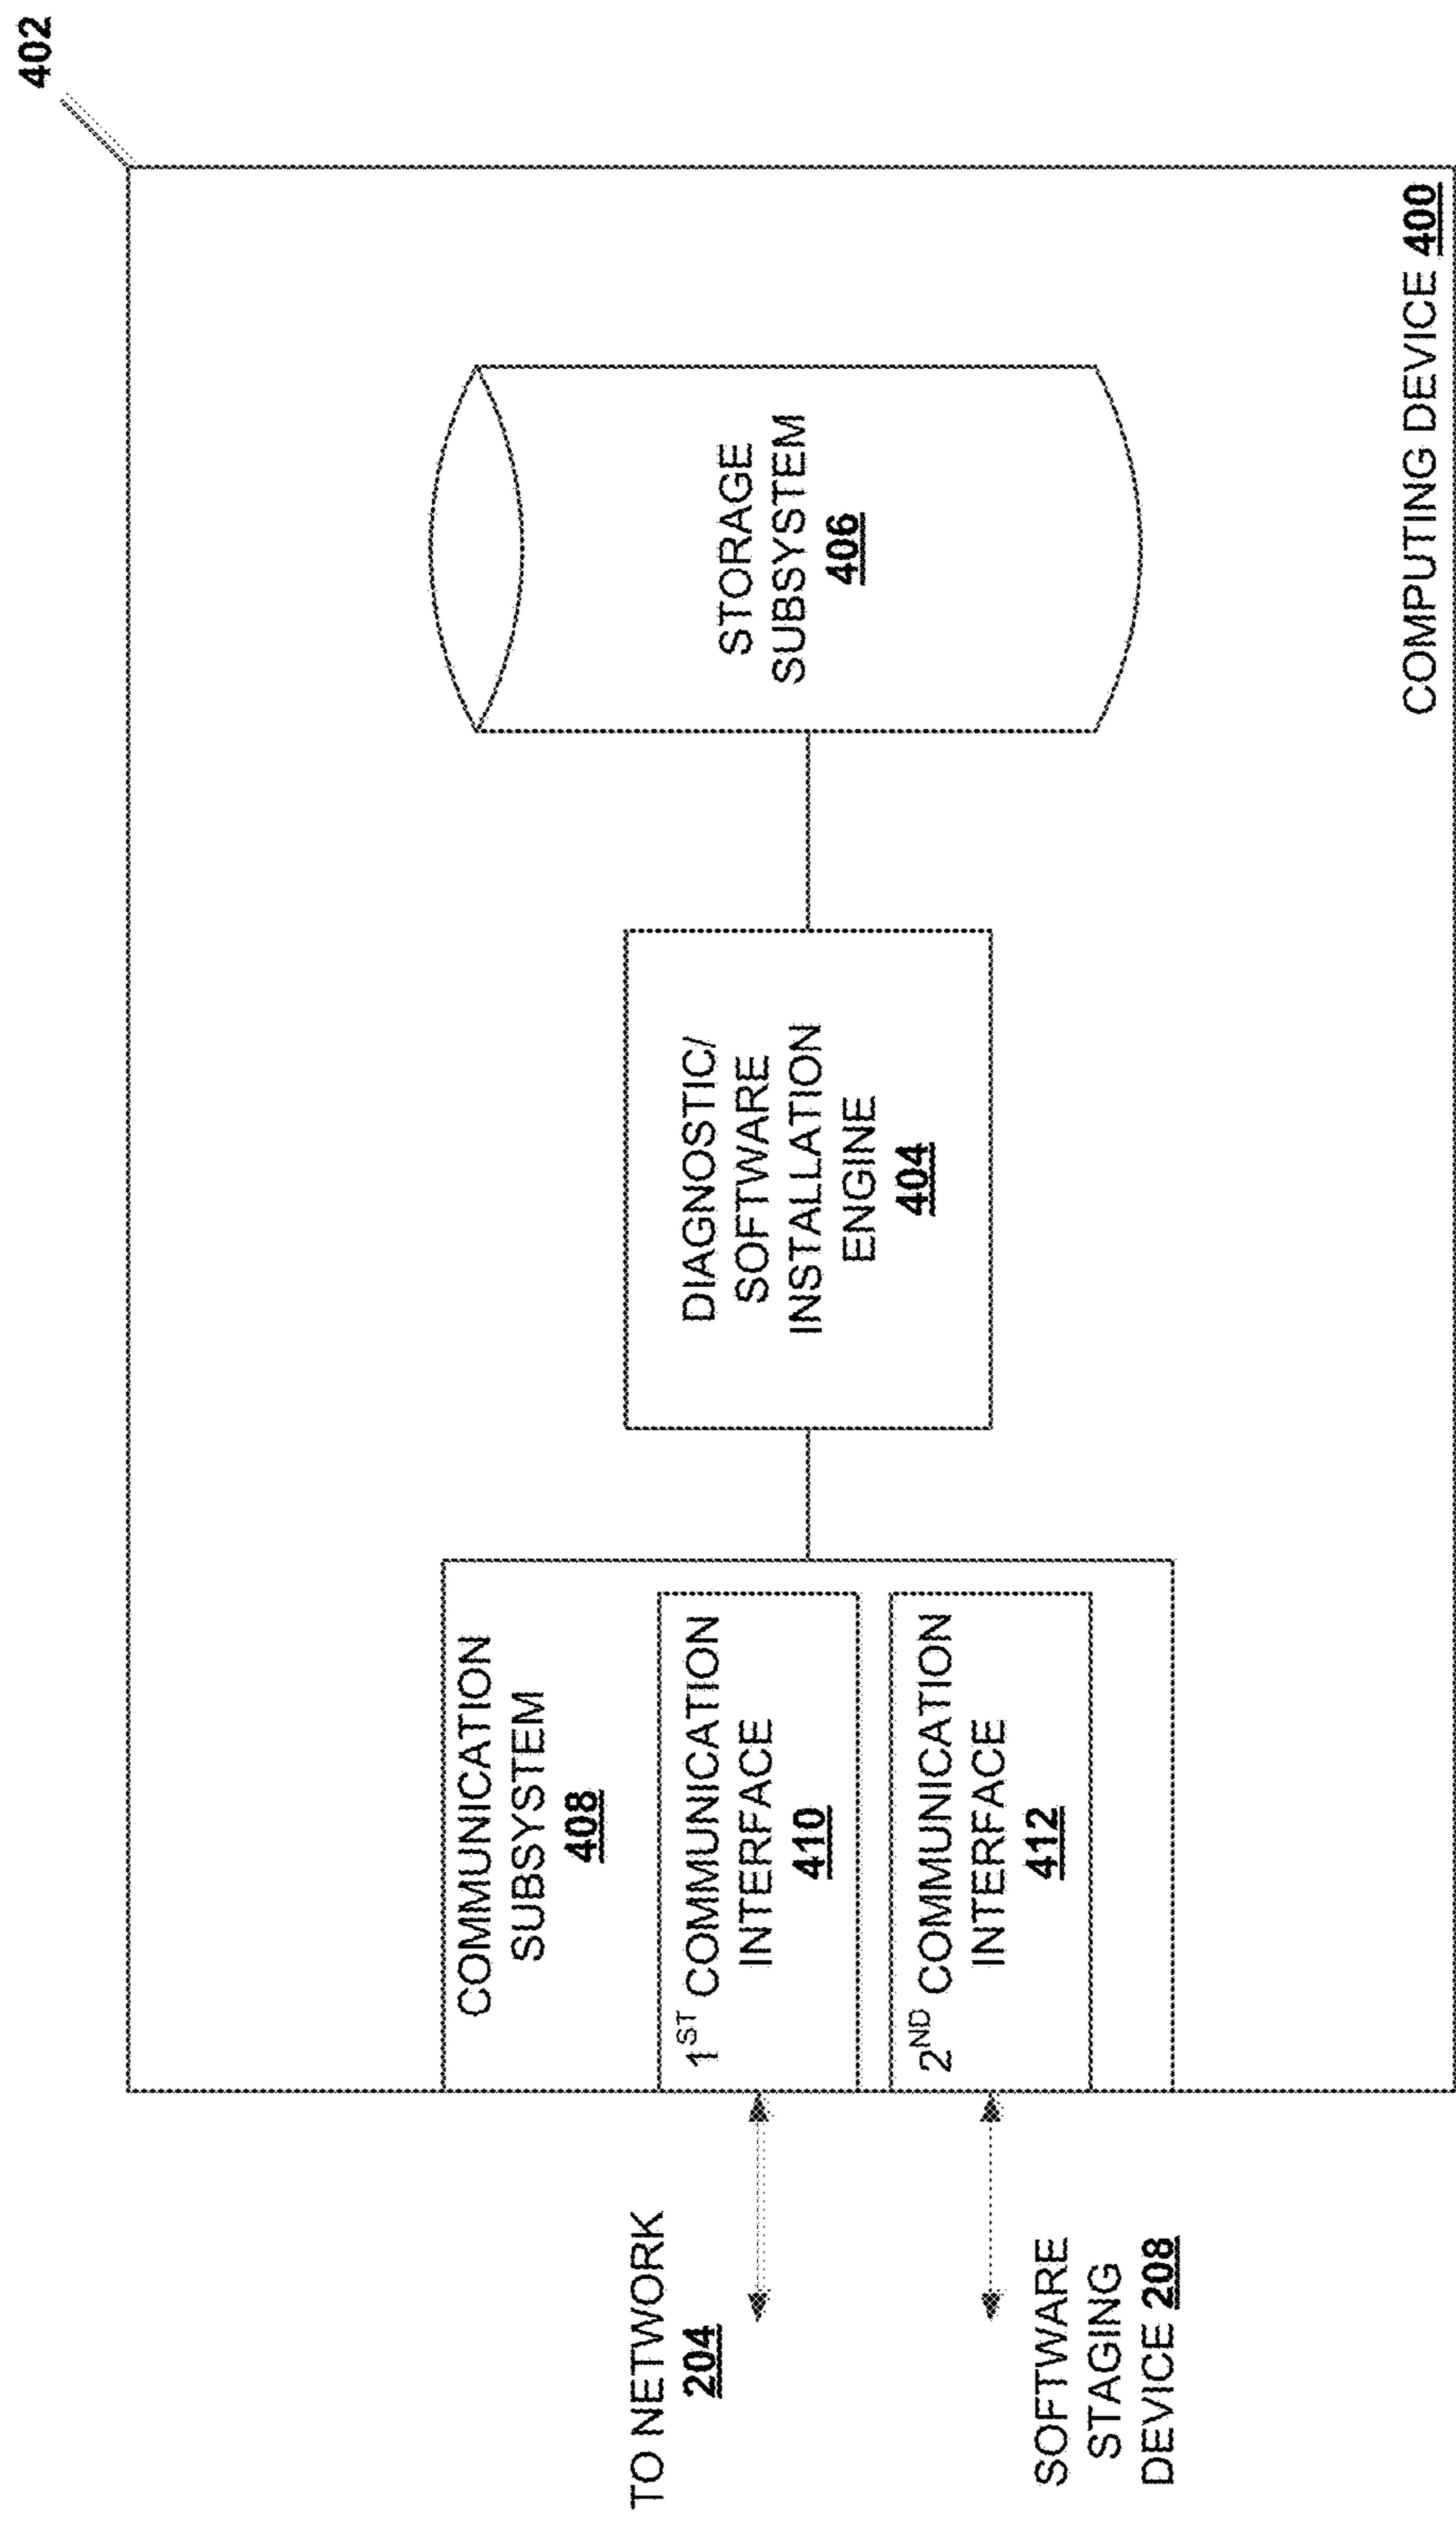 402
COMMUNICATION
SUBSYSTEM
408
1ST COMMUNICATION
INTERFACE
410
2ND COMMUNICATION
INTERFACE
412
TO NETWORK
204
SOFTWARE
STAGING
DEVICE 208
DIAGNOSTIC/
SOFTWARE
INSTALLATION
ENGINE
404
STORAGE
SUBSYSTEM
406
COMPUTING DEVICE 400